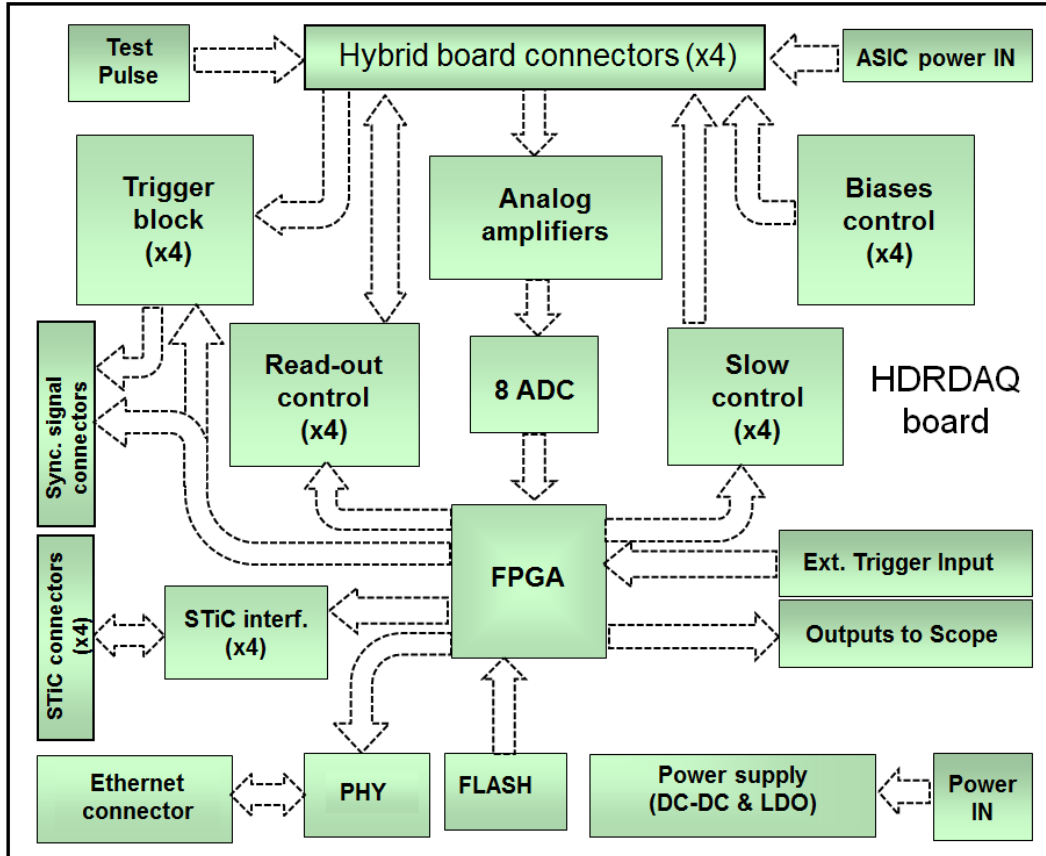 Test
Pulse
Hybrid board connectors (x4)
ASIC power IN
Trigger
block
(x4)
Analog
amplifiers
Biases
control
(x4)
Sync. signal
connectors
Read-out
control
(x4)
8 ADC
Slow
control
(x4)
HDRDAQ
board
STiC connectors
(x4)
STiC interf.
(x4)
FPGA
Ext. Trigger Input
Outputs to Scope
Ethernet
connector
PHY
FLASH
Power supply
(DC-DC & LDO)
Power
IN